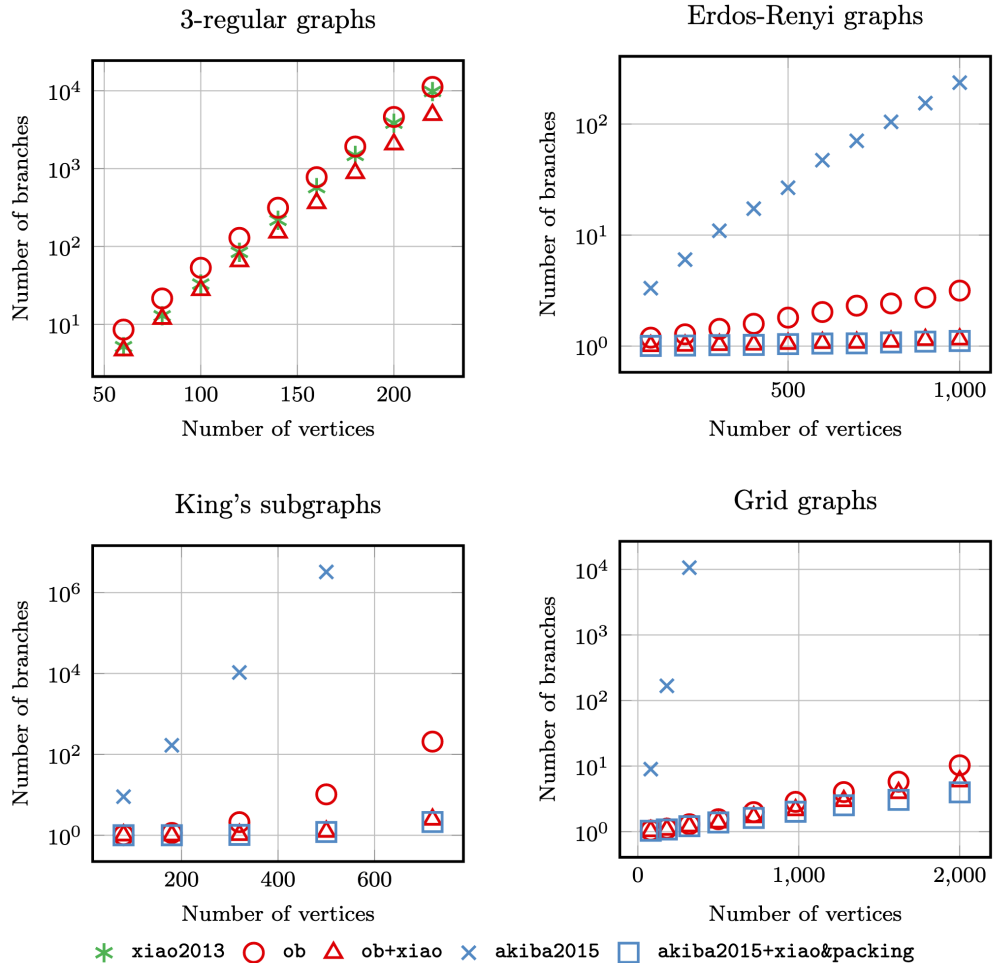 3-regular graphs
10^4
10^3
10^2
10^1
50 100 150 200
Number of vertices
Number of branches
Erdos-Renyi graphs
10^2
10^1
10^0
500 1,000
Number of vertices
Number of branches
King's subgraphs
10^6
10^4
10^2
10^0
200 400 600
Number of vertices
Number of branches
Grid graphs
10^4
10^3
10^2
10^1
10^0
0 1,000 2,000
Number of vertices
Number of branches
xiao2013 ob ob+xiao akiba2015 akiba2015+xiao&packing